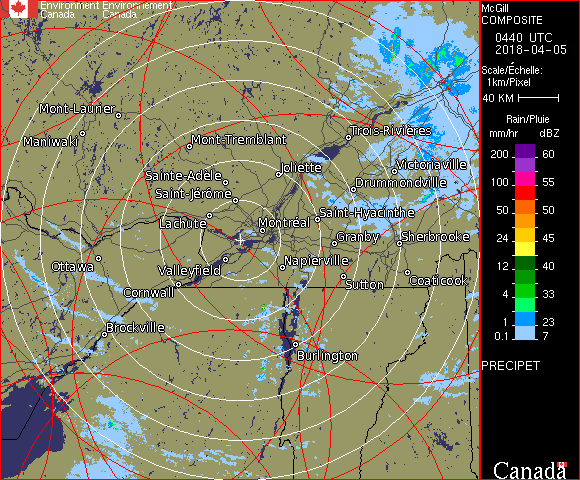 Environment Environnement
Canada Canada
McGill
COMPOSITE
0440 UTC
2018-04-05
Scale/Échelle:
1km/Pixel
40 KM
Rain/Pluie
mm/hr dBZ
200 60
100 55
50 50
24 45
12 40
4 33
1 23
0.1 7
PRECIPET
Canada
Mont-Laurier
Maniwaki
Mont-Tremblant
Trois-Rivières
Sainte-Adèle
Joliette
Victoriaville
Saint-Jérôme
Drummondville
Lachute
Montréal
Saint-Hyacinthe
Granby
Sherbrooke
Ottawa
Valleyfield
Napierville
Cornwall
Sutton
Coaticook
Brockville
Burlington